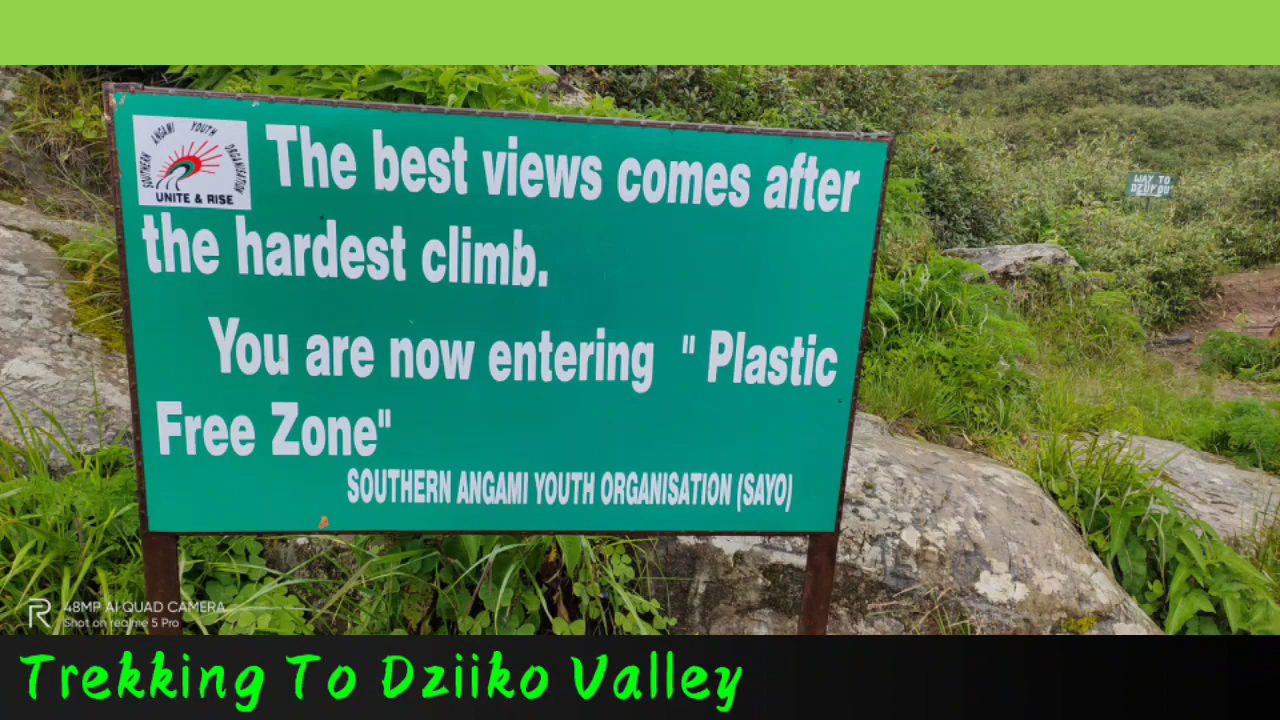 SOUTHERN ANGAMI YOUTH ORGANISATION
UNITE & RISE
The best views comes after
the hardest climb.
You are now entering " Plastic
Free Zone"
SOUTHERN ANGAMI YOUTH ORGANISATION (SAYO)
WAY TO
48MP AI QUAD CAMERA
Shot on realme 5 Pro
Trekking To Dziiko Valley